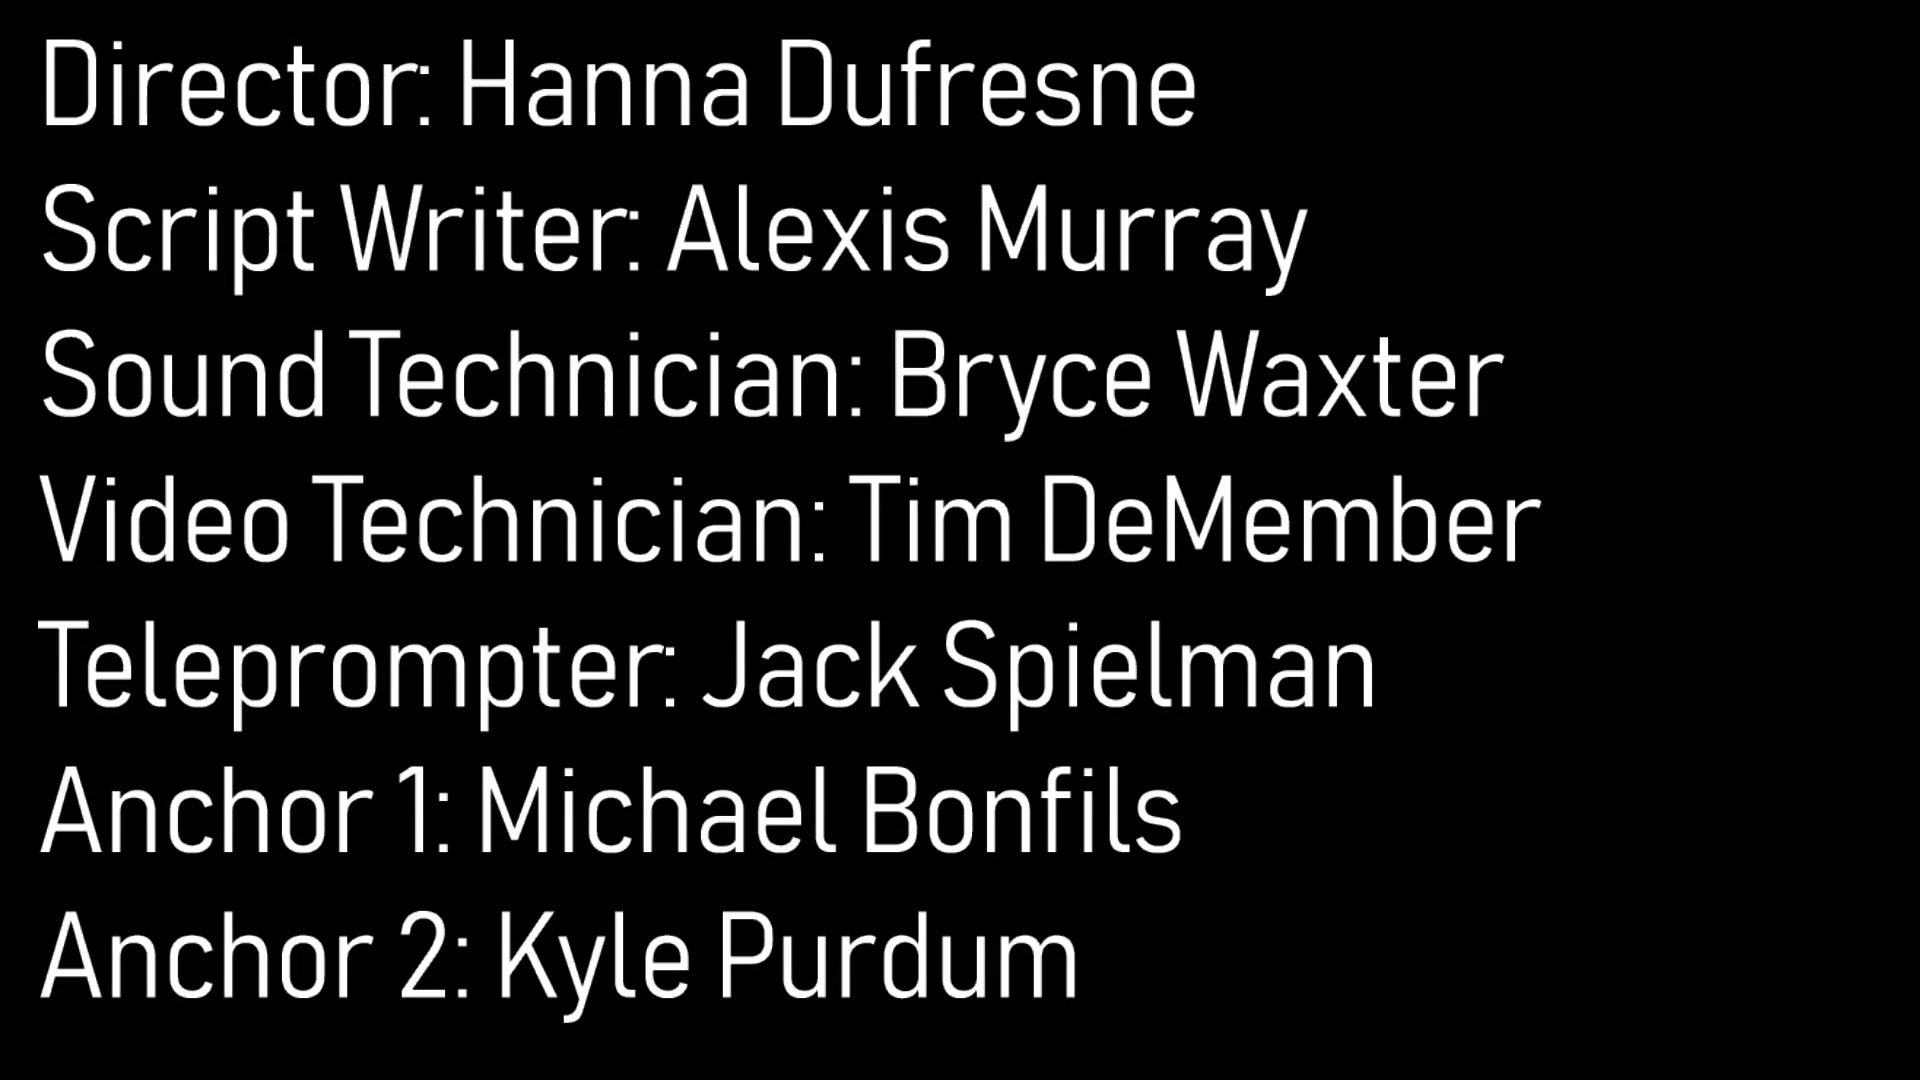 Director: Hanna Dufresne
Script Writer: Alexis Murray
Sound Technician: Bryce Waxter
Video Technician: Tim DeMember
Teleprompter: Jack Spielman
Anchor 1: Michael Bonfils
Anchor 2: Kyle Purdum